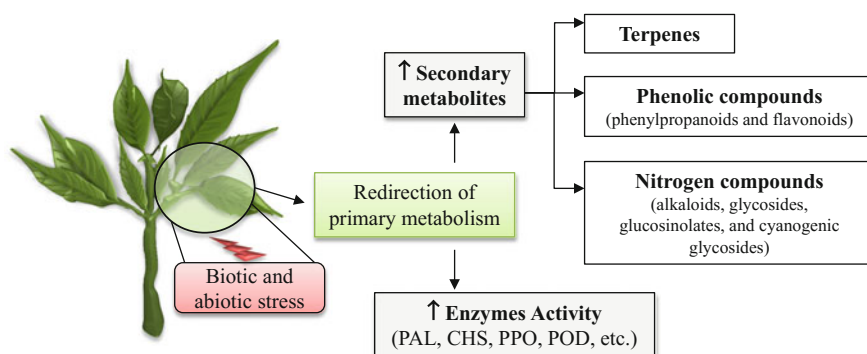 Biotic and
abiotic stress
Redirection of
primary metabolism
↑ Secondary
metabolites
Terpenes
Phenolic compounds
(phenylpropanoids and flavonoids)
Nitrogen compounds
(alkaloids, glycosides,
glucosinolates, and cyanogenic
glycosides)
↑ Enzymes Activity
(PAL, CHS, PPO, POD, etc.)